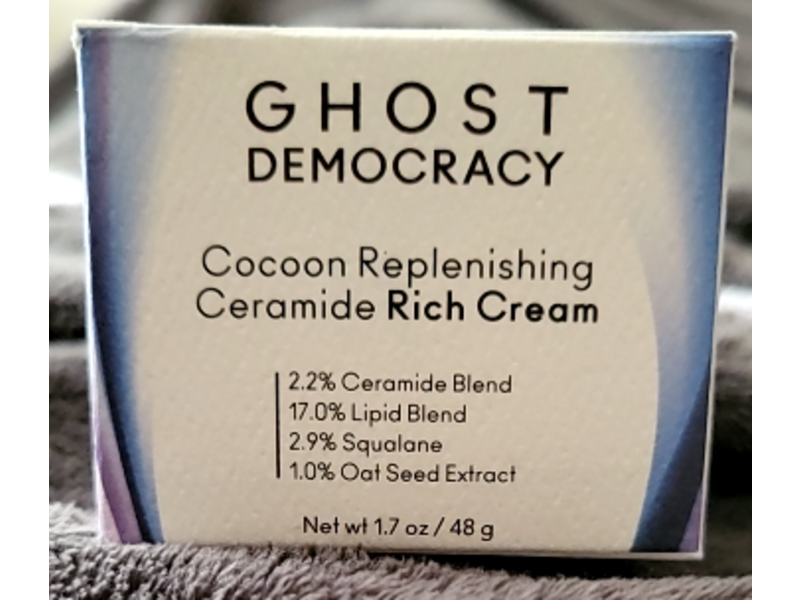 GHOST
DEMOCRACY
Cocoon Replenishing
Ceramide Rich Cream
2.2% Ceramide Blend
17.0% Lipid Blend
2.9% Squalane
1.0% Oat Seed Extract
Net wt 1.7 oz / 48 g